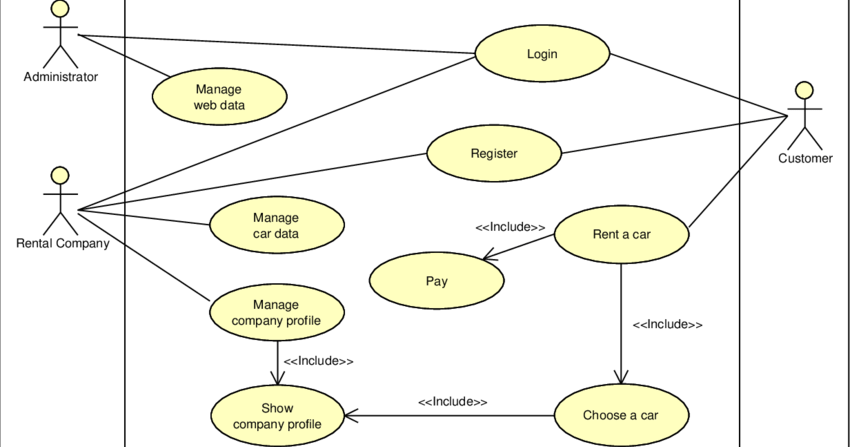 Login
Administrator
Manage
web data
Register
Customer
Manage
car data
Rental Company
<<Include>>
Rent a car
Pay
Manage
company profile
<<Include>>
<<Include>>
<<Include>>
Show
company profile
Choose a car